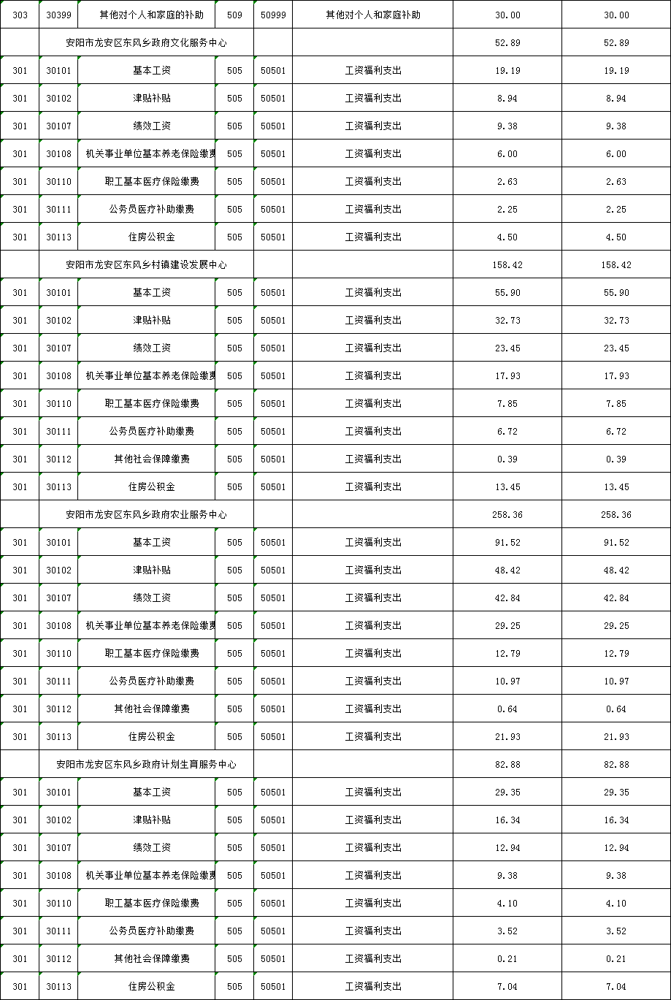 303 30399 其他对个人和家庭的补助 509 50999 其他对个人和家庭补助 30.00 30.00
安阳市龙安区东风乡政府文化服务中心 52.89 52.89
301 30101 基本工资 505 50501 工资福利支出 19.19 19.19
301 30102 津贴补贴 505 50501 工资福利支出 8.94 8.94
301 30107 绩效工资 505 50501 工资福利支出 9.38 9.38
301 30108 机关事业单位基本养老保险缴费 505 50501 工资福利支出 6.00 6.00
301 30110 职工基本医疗保险缴费 505 50501 工资福利支出 2.63 2.63
301 30111 公务员医疗补助缴费 505 50501 工资福利支出 2.25 2.25
301 30113 住房公积金 505 50501 工资福利支出 4.50 4.50
安阳市龙安区东风乡村镇建设发展中心 158.42 158.42
301 30101 基本工资 505 50501 工资福利支出 55.90 55.90
301 30102 津贴补贴 505 50501 工资福利支出 32.73 32.73
301 30107 绩效工资 505 50501 工资福利支出 23.45 23.45
301 30108 机关事业单位基本养老保险缴费 505 50501 工资福利支出 17.93 17.93
301 30110 职工基本医疗保险缴费 505 50501 工资福利支出 7.85 7.85
301 30111 公务员医疗补助缴费 505 50501 工资福利支出 6.72 6.72
301 30112 其他社会保障缴费 505 50501 工资福利支出 0.39 0.39
301 30113 住房公积金 505 50501 工资福利支出 13.45 13.45
安阳市龙安区东风乡政府农业服务中心 258.36 258.36
301 30101 基本工资 505 50501 工资福利支出 91.52 91.52
301 30102 津贴补贴 505 50501 工资福利支出 48.42 48.42
301 30107 绩效工资 505 50501 工资福利支出 42.84 42.84
301 30108 机关事业单位基本养老保险缴费 505 50501 工资福利支出 29.25 29.25
301 30110 职工基本医疗保险缴费 505 50501 工资福利支出 12.79 12.79
301 30111 公务员医疗补助缴费 505 50501 工资福利支出 10.97 10.97
301 30112 其他社会保障缴费 505 50501 工资福利支出 0.64 0.64
301 30113 住房公积金 505 50501 工资福利支出 21.93 21.93
安阳市龙安区东风乡政府计划生育服务中心 82.88 82.88
301 30101 基本工资 505 50501 工资福利支出 29.35 29.35
301 30102 津贴补贴 505 50501 工资福利支出 16.34 16.34
301 30107 绩效工资 505 50501 工资福利支出 12.94 12.94
301 30108 机关事业单位基本养老保险缴费 505 50501 工资福利支出 9.38 9.38
301 30110 职工基本医疗保险缴费 505 50501 工资福利支出 4.10 4.10
301 30111 公务员医疗补助缴费 505 50501 工资福利支出 3.52 3.52
301 30112 其他社会保障缴费 505 50501 工资福利支出 0.21 0.21
301 30113 住房公积金 505 50501 工资福利支出 7.04 7.04